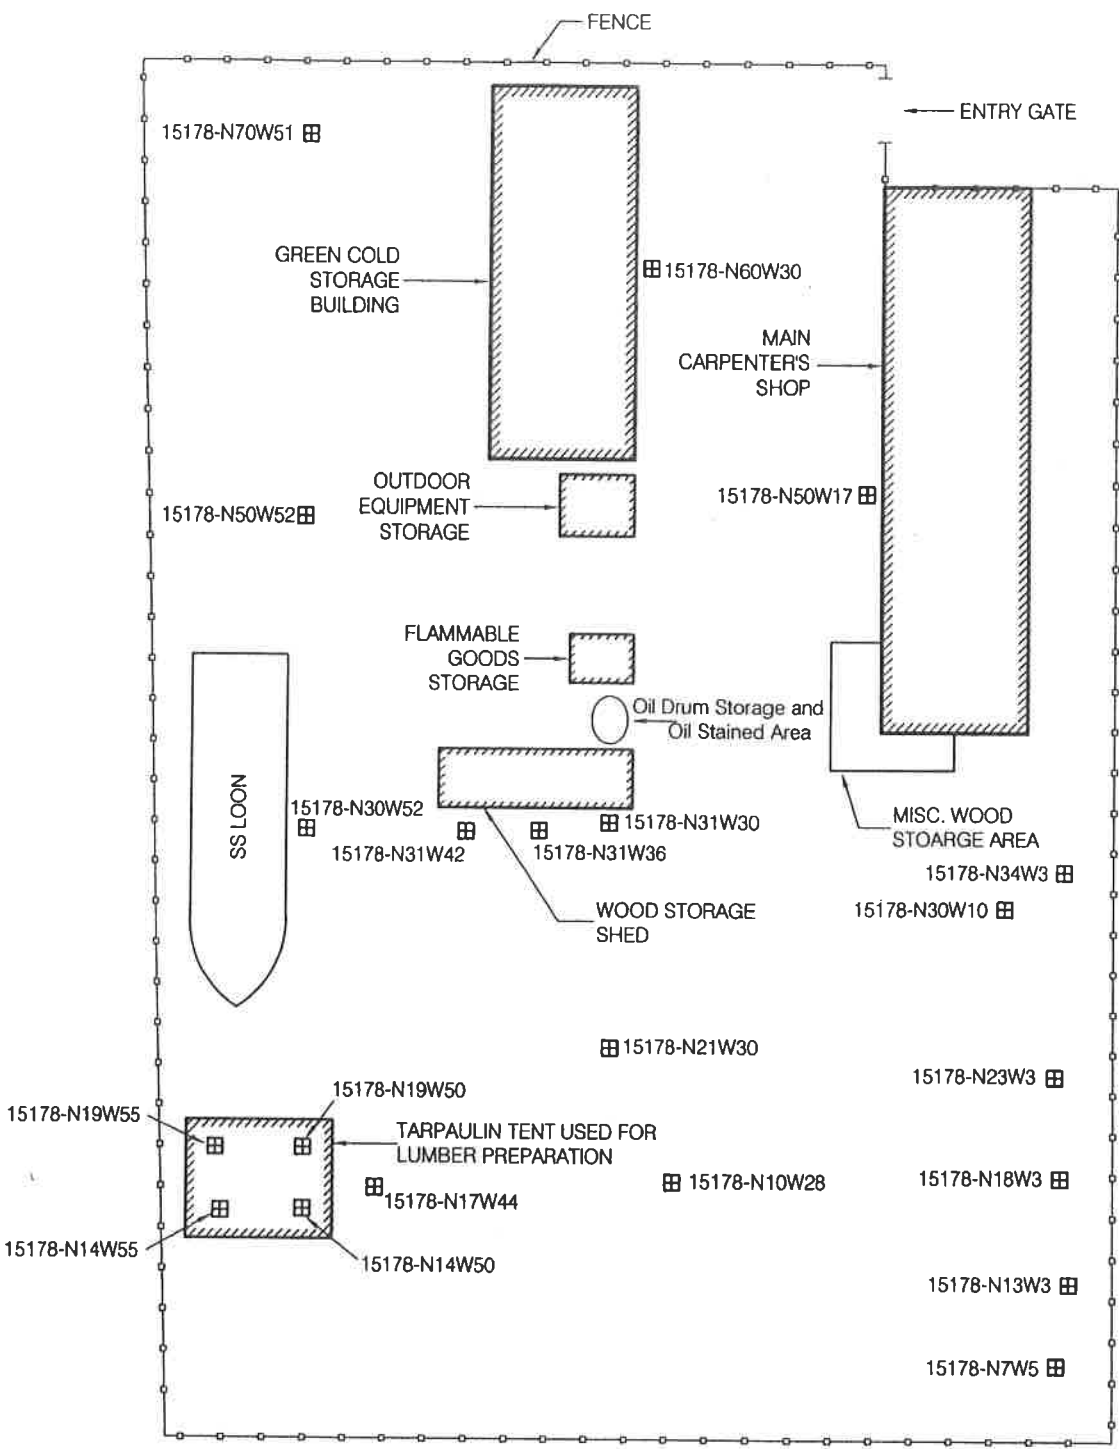 FENCE
ENTRY GATE
15178-N70W51
GREEN COLD
STORAGE
BUILDING
15178-N60W30
MAIN
CARPENTER'S
SHOP
OUTDOOR
EQUIPMENT
STORAGE
15178-N50W17
15178-N50W52
FLAMMABLE
GOODS
STORAGE
Oil Drum Storage and
Oil Stained Area
SS LOON
15178-N30W52
15178-N31W42
15178-N31W36
15178-N31W30
MISC. WOOD
STOARGE AREA
15178-N34W3
15178-N30W10
WOOD STORAGE
SHED
15178-N21W30
15178-N23W3
15178-N19W50
15178-N19W55
TARPAULIN TENT USED FOR
LUMBER PREPARATION
15178-N17W44
15178-N10W28
15178-N18W3
15178-N14W55
15178-N14W50
15178-N13W3
15178-N7W5